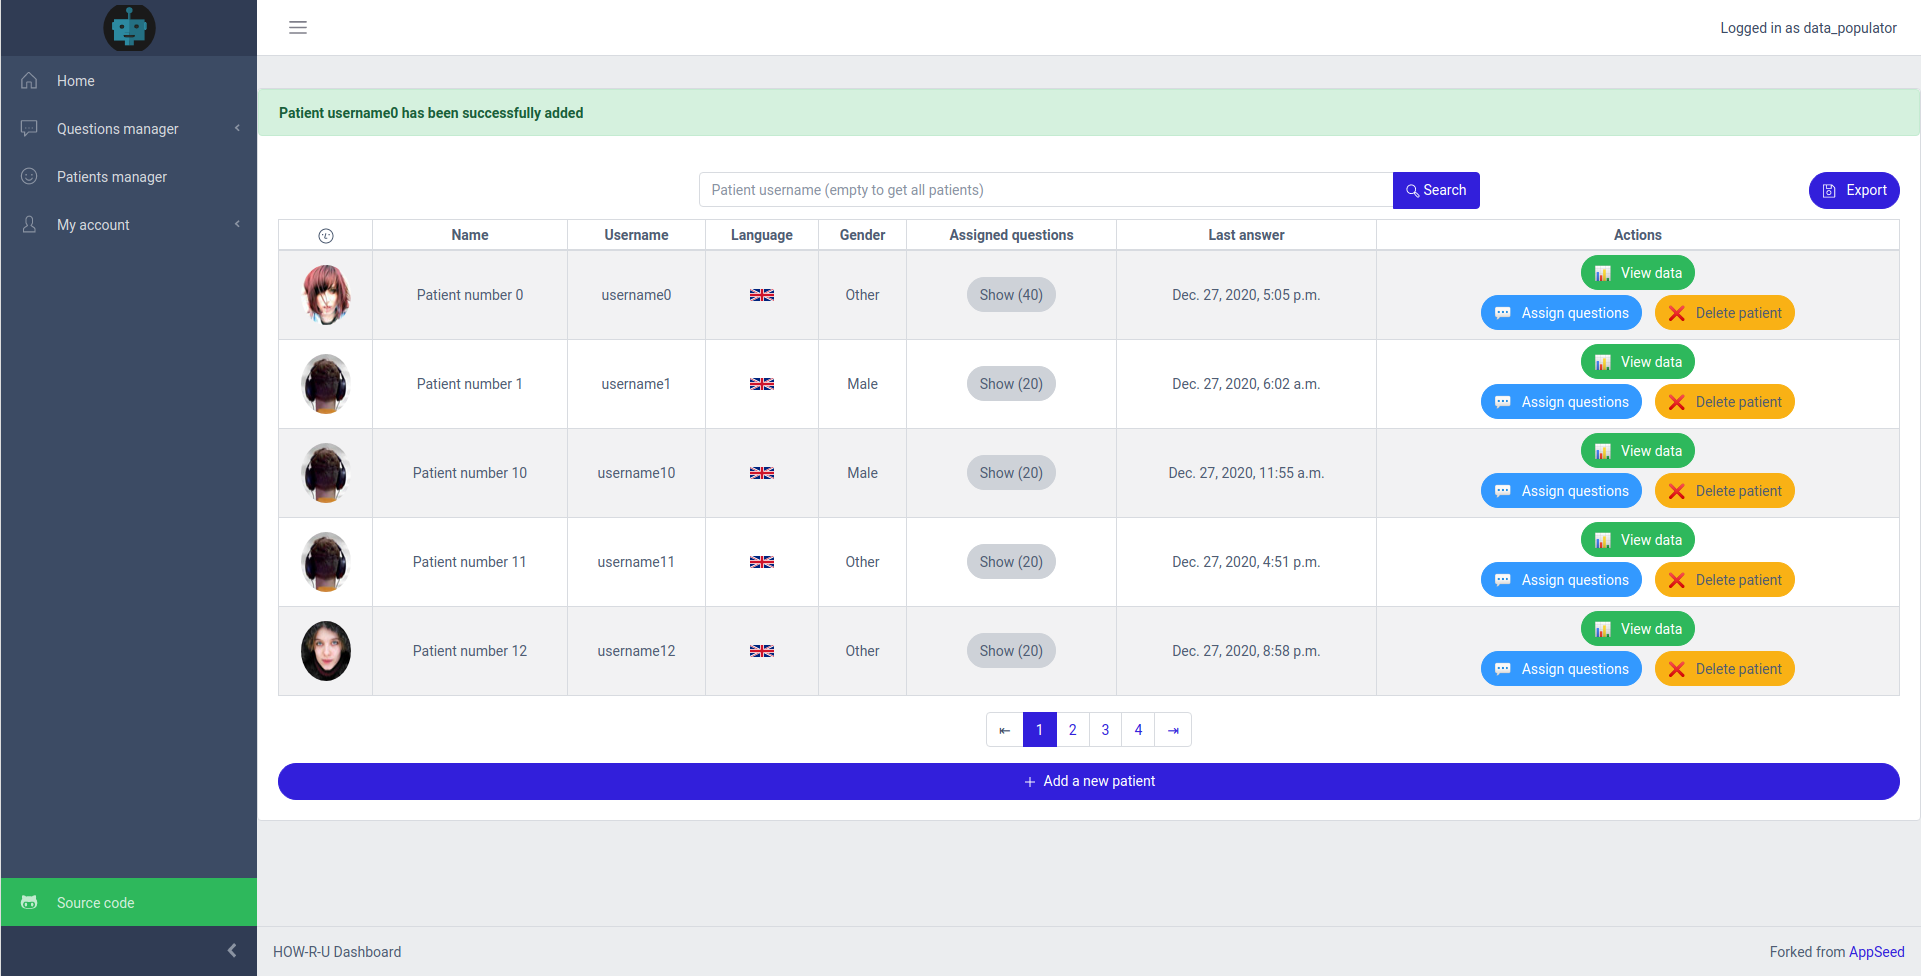 Logged in as data_populator
Home
Questions manager
Patients manager
My account
Source code
Patient username0 has been successfully added
Patient username (empty to get all patients)
Search
Export
Name Username Language Gender Assigned questions Last answer Actions
Patient number 0 username0 Other Show (40) Dec. 27, 2020, 5:05 p.m.
View data
Assign questions Delete patient
Patient number 1 username1 Male Show (20) Dec. 27, 2020, 6:02 a.m.
View data
Assign questions Delete patient
Patient number 10 username10 Male Show (20) Dec. 27, 2020, 11:55 a.m.
View data
Assign questions Delete patient
Patient number 11 username11 Other Show (20) Dec. 27, 2020, 4:51 p.m.
View data
Assign questions Delete patient
Patient number 12 username12 Other Show (20) Dec. 27, 2020, 8:58 p.m.
View data
Assign questions Delete patient
⇤ 1 2 3 4 ⇥
+ Add a new patient
HOW-R-U Dashboard
Forked from AppSeed